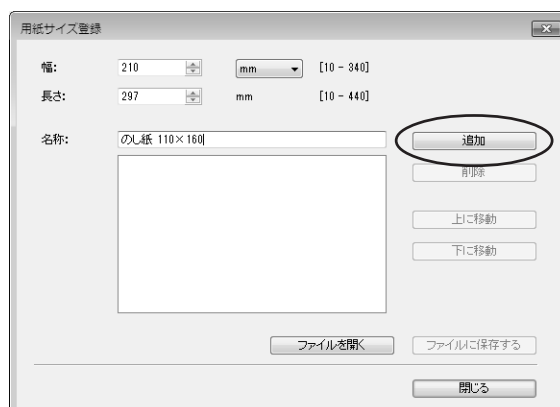 用紙サイズ登録
幅: 210 mm [10 - 340]
長さ: 297 mm [10 - 440]
名称: のし紙 110×160 追加
削除
上に移動
下に移動
ファイルを開く ファイルに保存する
閉じる